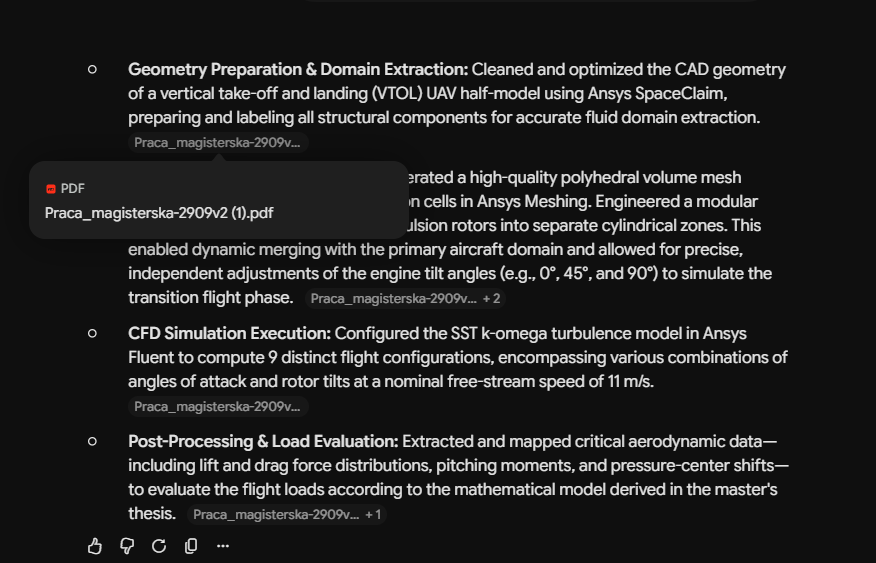 Geometry Preparation & Domain Extraction: Cleaned and optimized the CAD geometry
of a vertical take-off and landing (VTOL) UAV half-model using Ansys SpaceClaim,
preparing and labeling all structural components for accurate fluid domain extraction.
Praca_magisterska-2909v...
PDF
Praca_magisterska-2909v2 (1).pdf
erated a high-quality polyhedral volume mesh
on cells in Ansys Meshing. Engineered a modular
ulsion rotors into separate cylindrical zones. This
enabled dynamic merging with the primary aircraft domain and allowed for precise,
independent adjustments of the engine tilt angles (e.g., 0°, 45°, and 90°) to simulate the
transition flight phase. Praca_magisterska-2909v... + 2
CFD Simulation Execution: Configured the SST k-omega turbulence model in Ansys
Fluent to compute 9 distinct flight configurations, encompassing various combinations of
angles of attack and rotor tilts at a nominal free-stream speed of 11 m/s.
Praca_magisterska-2909v...
Post-Processing & Load Evaluation: Extracted and mapped critical aerodynamic data—
including lift and drag force distributions, pitching moments, and pressure-center shifts—
to evaluate the flight loads according to the mathematical model derived in the master's
thesis. Praca_magisterska-2909v... + 1